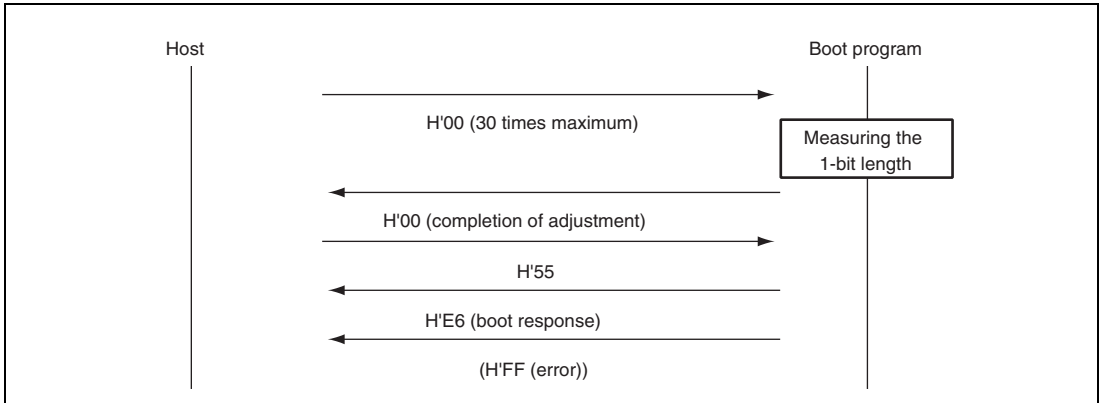 Host
Boot program
H'00 (30 times maximum)
Measuring the
1-bit length
H'00 (completion of adjustment)
H'55
H'E6 (boot response)
(H'FF (error))